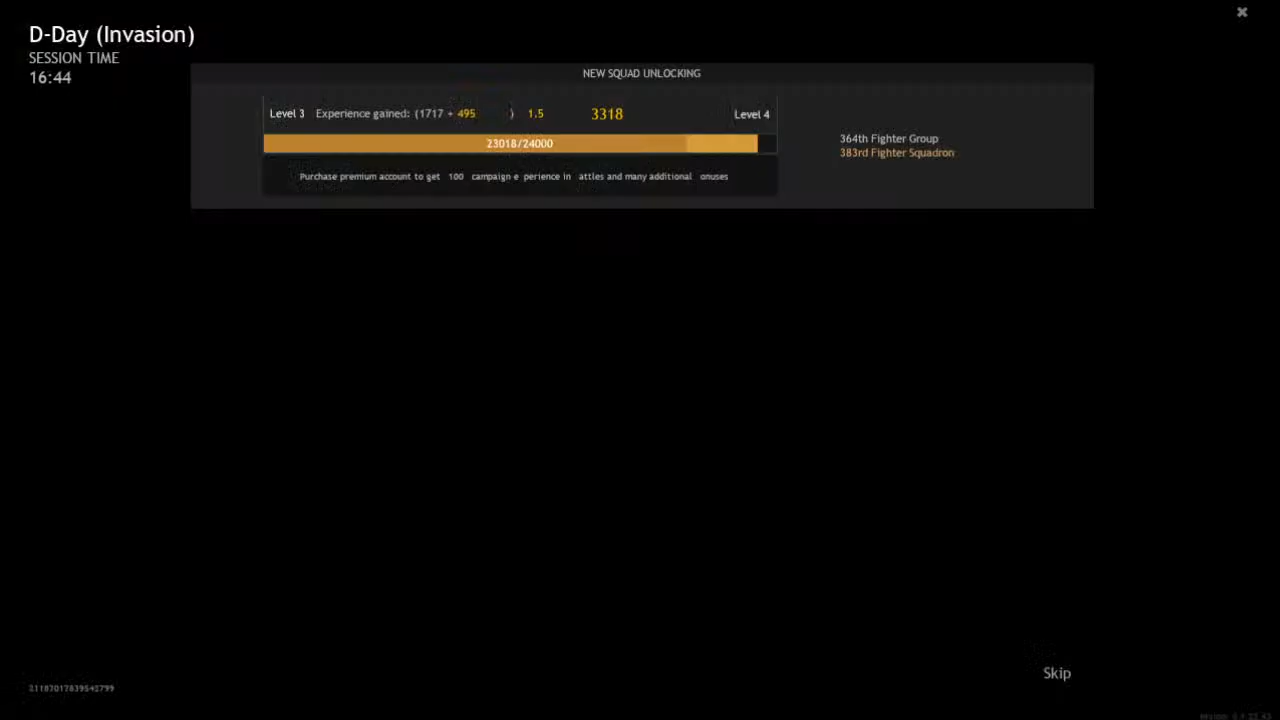 D-Day (Invasion)
SESSION TIME
16:44
NEW SQUAD UNLOCKING
Level 3 Experience gained: (1717 + 495 ) 1.5 3318 Level 4
23018/24000
Purchase premium account to get 100 campaign e perience in attles and many additional onuses
364th Fighter Group
383rd Fighter Squadron
Skip